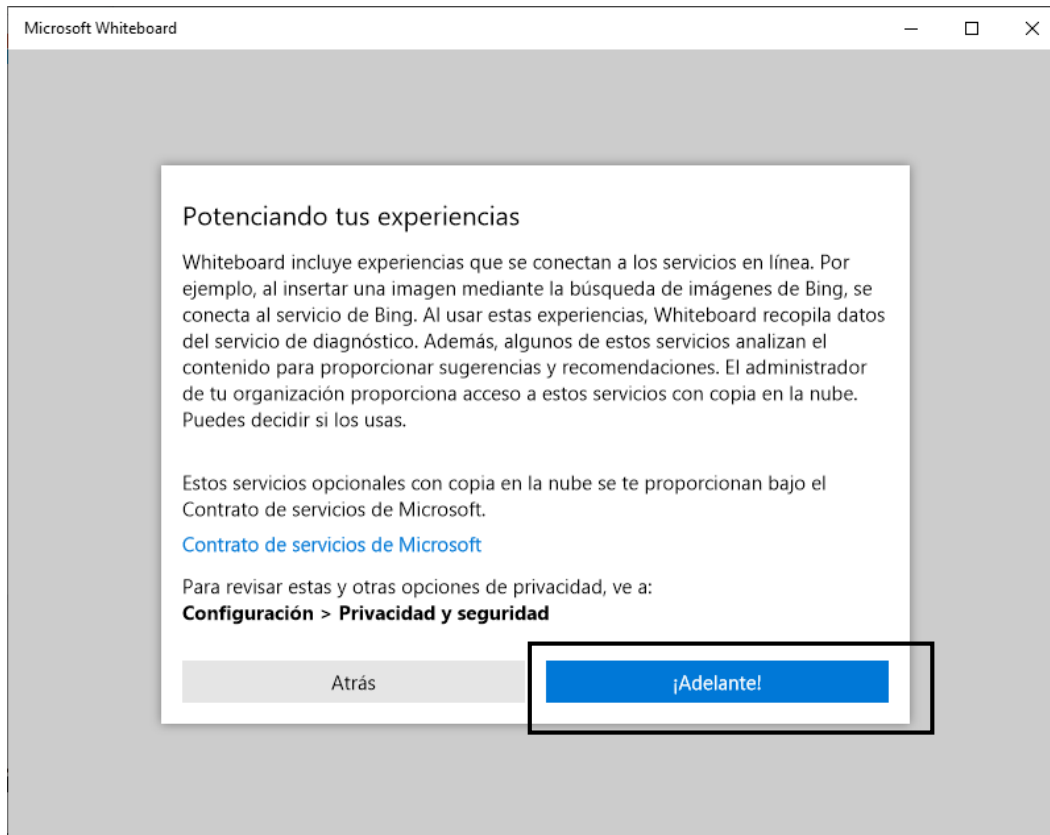 Microsoft Whiteboard
Potenciando tus experiencias
Whiteboard incluye experiencias que se conectan a los servicios en línea. Por
ejemplo, al insertar una imagen mediante la búsqueda de imágenes de Bing, se
conecta al servicio de Bing. Al usar estas experiencias, Whiteboard recopila datos
del servicio de diagnóstico. Además, algunos de estos servicios analizan el
contenido para proporcionar sugerencias y recomendaciones. El administrador
de tu organización proporciona acceso a estos servicios con copia en la nube.
Puedes decidir si los usas.
Estos servicios opcionales con copia en la nube se te proporcionan bajo el
Contrato de servicios de Microsoft.
Contrato de servicios de Microsoft
Para revisar estas y otras opciones de privacidad, ve a:
Configuración > Privacidad y seguridad
Atrás
¡Adelante!